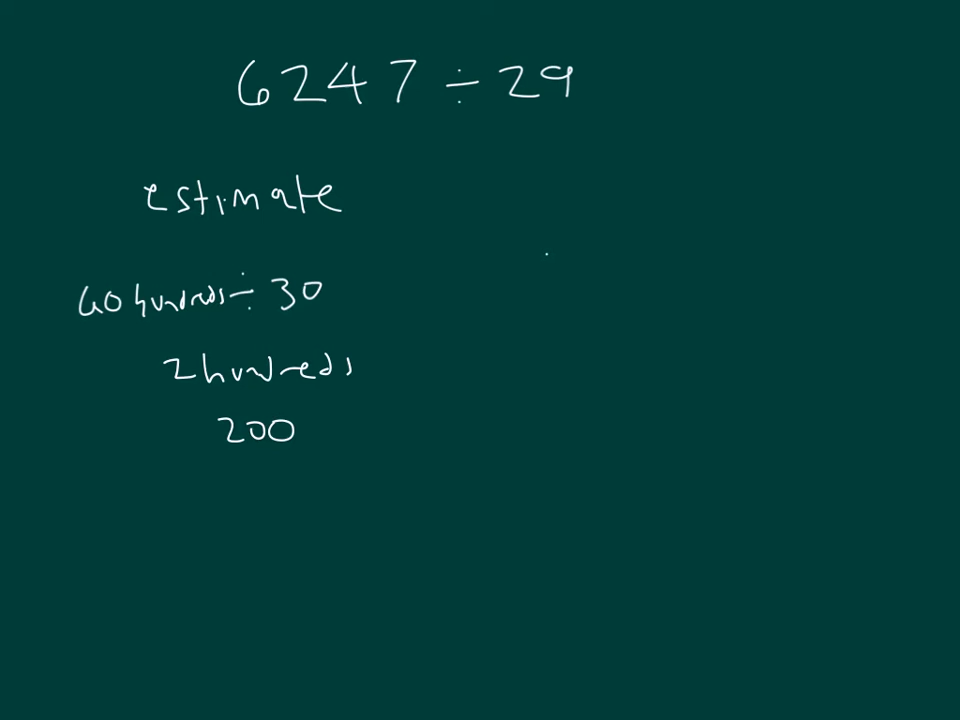 6247 ÷ 29
estimate
60 hundreds ÷ 30
2 hundreds
200